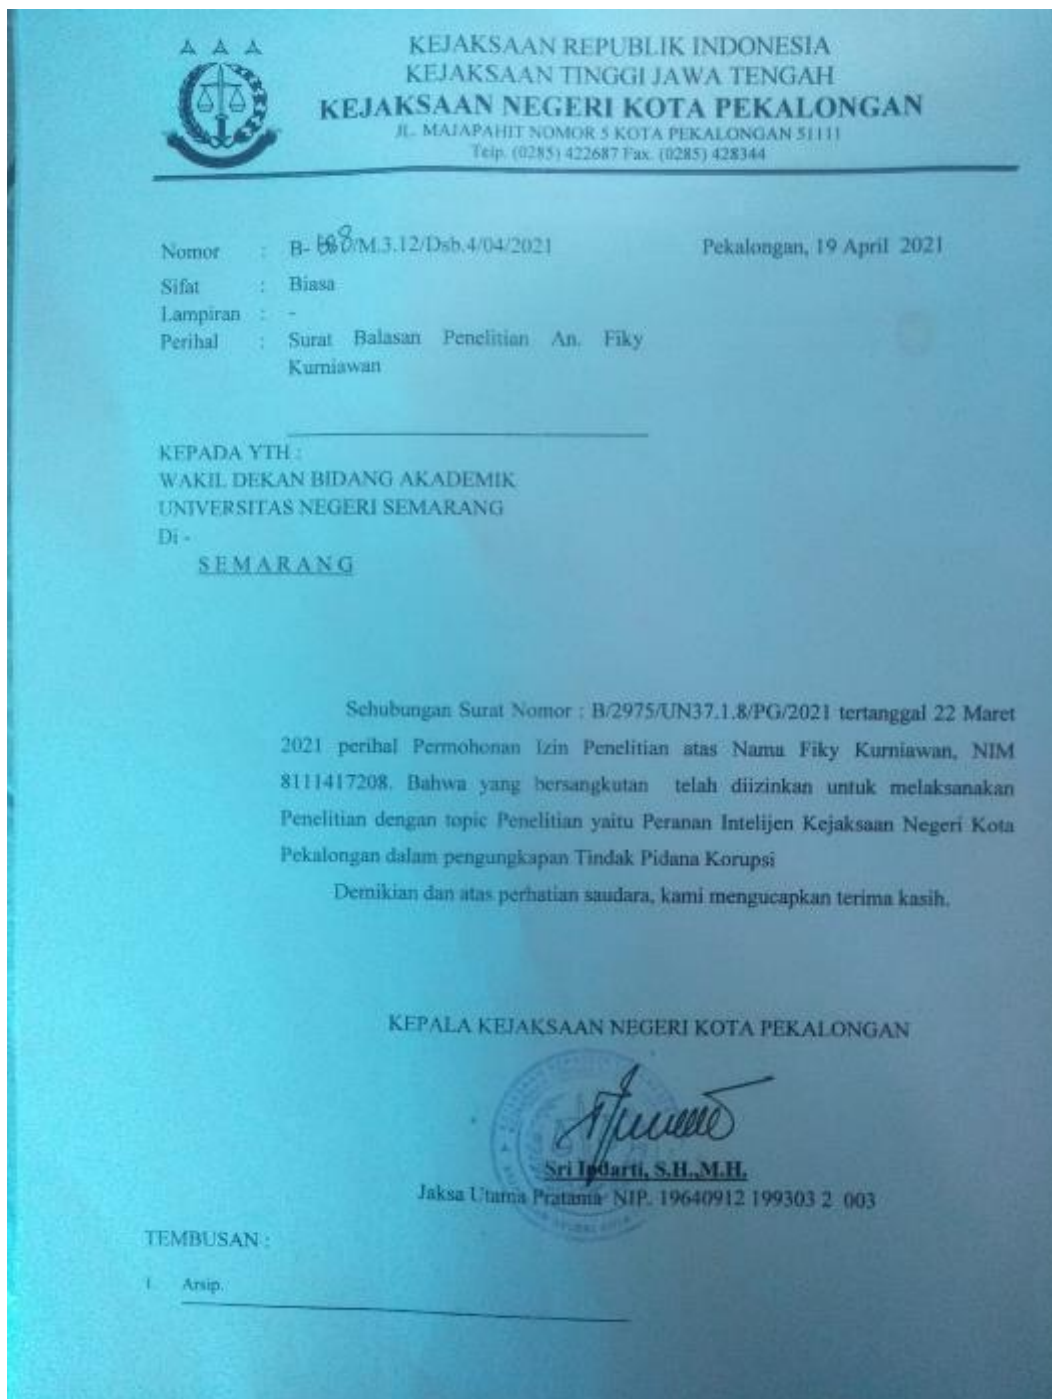 KEJAKSAAN REPUBLIK INDONESIA
KEJAKSAAN TINGGI JAWA TENGAH
KEJAKSAAN NEGERI KOTA PEKALONGAN
JL. MAJAPAHIT NOMOR 5 KOTA PEKALONGAN 51111
Telp. (0285) 422687 Fax. (0285) 428344
Nomor : B- /M.3.12/Dsb.4/04/2021 Pekalongan, 19 April 2021
Sifat : Biasa
Lampiran : -
Perihal : Surat Balasan Penelitian An. Fiky
Kurniawan
KEPADA YTH :
WAKIL DEKAN BIDANG AKADEMIK
UNIVERSITAS NEGERI SEMARANG
Di -
SEMARANG
Sehubungan Surat Nomor : B/2975/UN37.1.8/PG/2021 tertanggal 22 Maret
2021 perihal Permohonan Izin Penelitian atas Nama Fiky Kurniawan, NIM
8111417208. Bahwa yang bersangkutan telah diizinkan untuk melaksanakan
Penelitian dengan topic Penelitian yaitu Peranan Intelijen Kejaksaan Negeri Kota
Pekalongan dalam pengungkapan Tindak Pidana Korupsi
Demikian dan atas perhatian saudara, kami mengucapkan terima kasih.
KEPALA KEJAKSAAN NEGERI KOTA PEKALONGAN
Sri Indarti, S.H.,M.H.
Jaksa Utama Pratama NIP. 19640912 199303 2 003
TEMBUSAN :
1. Arsip.